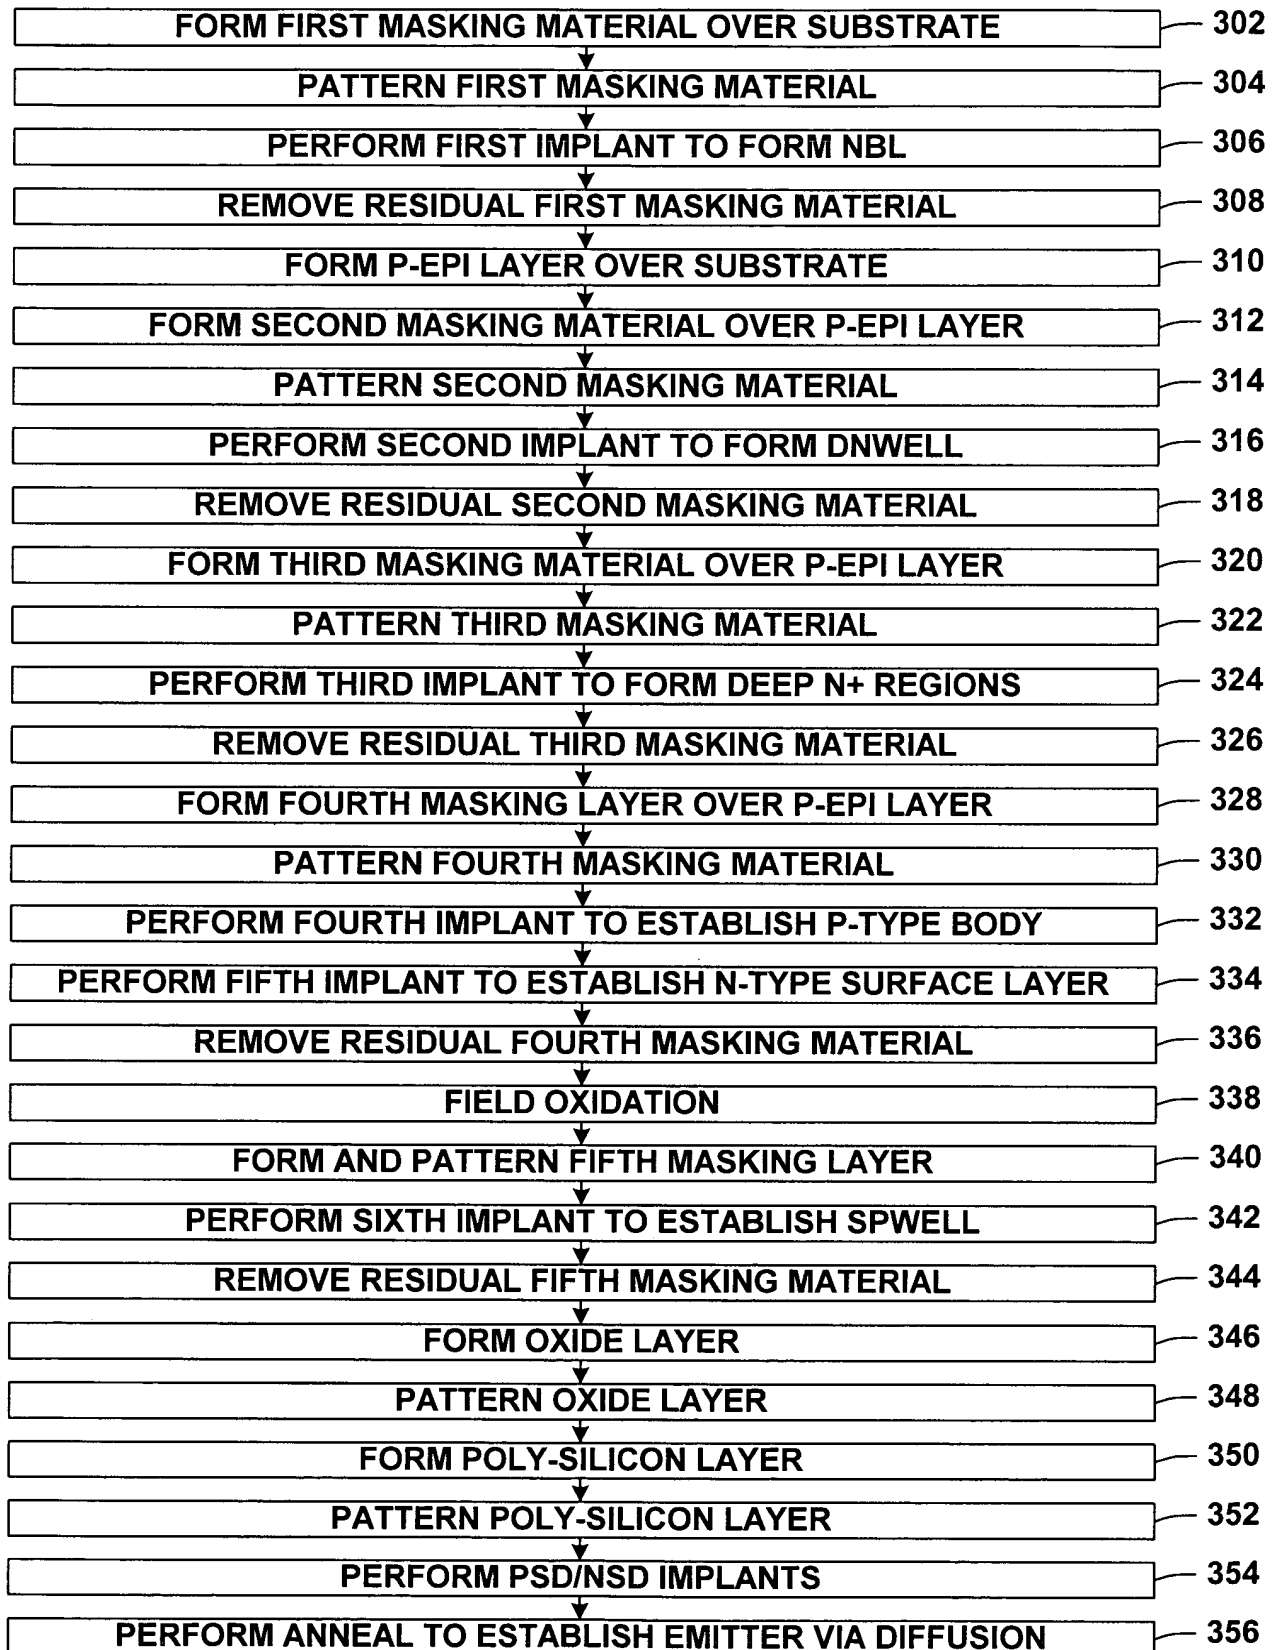 FORM FIRST MASKING MATERIAL OVER SUBSTRATE 302
PATTERN FIRST MASKING MATERIAL 304
PERFORM FIRST IMPLANT TO FORM NBL 306
REMOVE RESIDUAL FIRST MASKING MATERIAL 308
FORM P-EPI LAYER OVER SUBSTRATE 310
FORM SECOND MASKING MATERIAL OVER P-EPI LAYER 312
PATTERN SECOND MASKING MATERIAL 314
PERFORM SECOND IMPLANT TO FORM DNWELL 316
REMOVE RESIDUAL SECOND MASKING MATERIAL 318
FORM THIRD MASKING MATERIAL OVER P-EPI LAYER 320
PATTERN THIRD MASKING MATERIAL 322
PERFORM THIRD IMPLANT TO FORM DEEP N+ REGIONS 324
REMOVE RESIDUAL THIRD MASKING MATERIAL 326
FORM FOURTH MASKING LAYER OVER P-EPI LAYER 328
PATTERN FOURTH MASKING MATERIAL 330
PERFORM FOURTH IMPLANT TO ESTABLISH P-TYPE BODY 332
PERFORM FIFTH IMPLANT TO ESTABLISH N-TYPE SURFACE LAYER 334
REMOVE RESIDUAL FOURTH MASKING MATERIAL 336
FIELD OXIDATION 338
FORM AND PATTERN FIFTH MASKING LAYER 340
PERFORM SIXTH IMPLANT TO ESTABLISH SPWELL 342
REMOVE RESIDUAL FIFTH MASKING MATERIAL 344
FORM OXIDE LAYER 346
PATTERN OXIDE LAYER 348
FORM POLY-SILICON LAYER 350
PATTERN POLY-SILICON LAYER 352
PERFORM PSD/NSD IMPLANTS 354
PERFORM ANNEAL TO ESTABLISH EMITTER VIA DIFFUSION 356